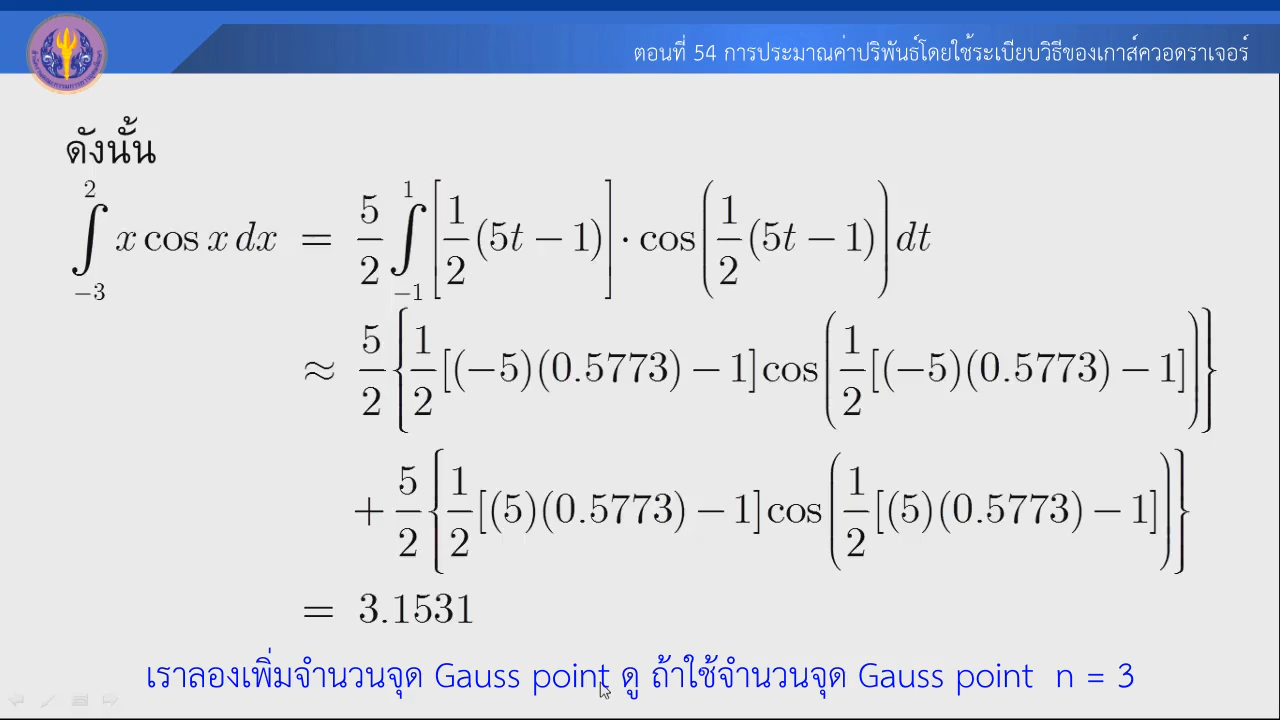 ตอนที่ 54 การประมาณค่าปริพันธ์โดยใช้ระเบียบวิธีของเกาส์ควอดราเจอร์
ดังนั้น
∫_{-3}^{2} x cos x dx = 5/2 ∫_{-1}^{1} [1/2(5t − 1)] · cos(1/2(5t − 1)) dt
≈ 5/2 {1/2[(−5)(0.5773) − 1]cos(1/2[(−5)(0.5773) − 1])}
+ 5/2 {1/2[(5)(0.5773) − 1]cos(1/2[(5)(0.5773) − 1])}
= 3.1531
เราลองเพิ่มจำนวนจุด Gauss point ดู ถ้าใช้จำนวนจุด Gauss point n = 3